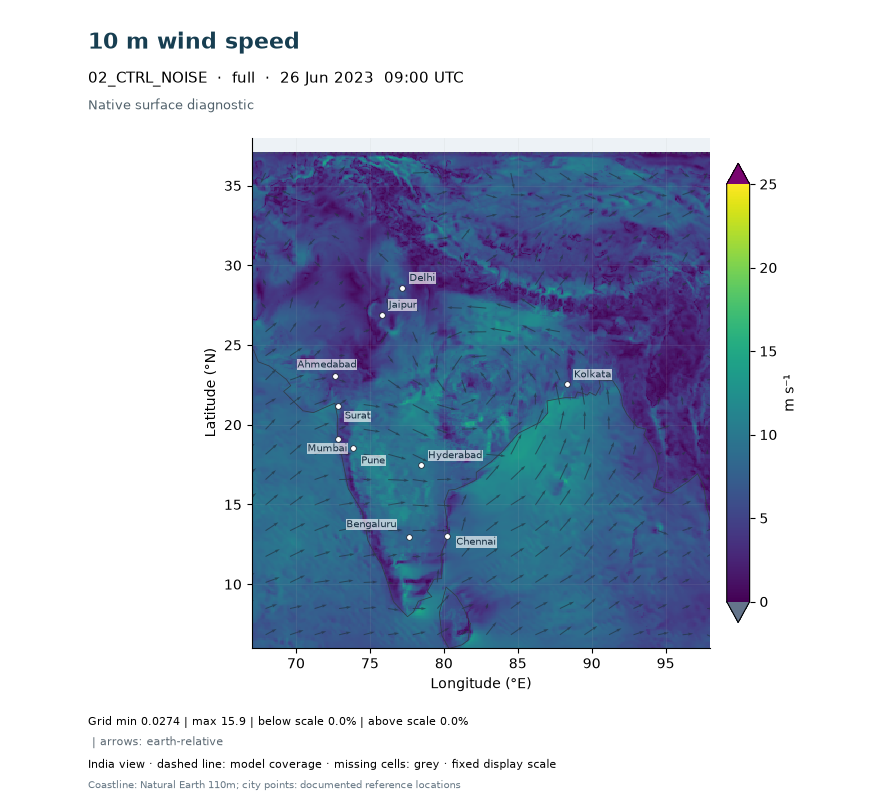 10 m wind speed
02_CTRL_NOISE · full · 26 Jun 2023 09:00 UTC
Native surface diagnostic
35
30
25
20
15
10
Latitude (°N)
70
75
80
85
90
95
Longitude (°E)
Delhi
Jaipur
Ahmedabad
Kolkata
Surat
Mumbai
Pune
Hyderabad
Bengaluru
Chennai
25
20
15
10
5
0
m s⁻¹
Grid min 0.0274 | max 15.9 | below scale 0.0% | above scale 0.0%
| arrows: earth-relative
India view · dashed line: model coverage · missing cells: grey · fixed display scale
Coastline: Natural Earth 110m; city points: documented reference locations